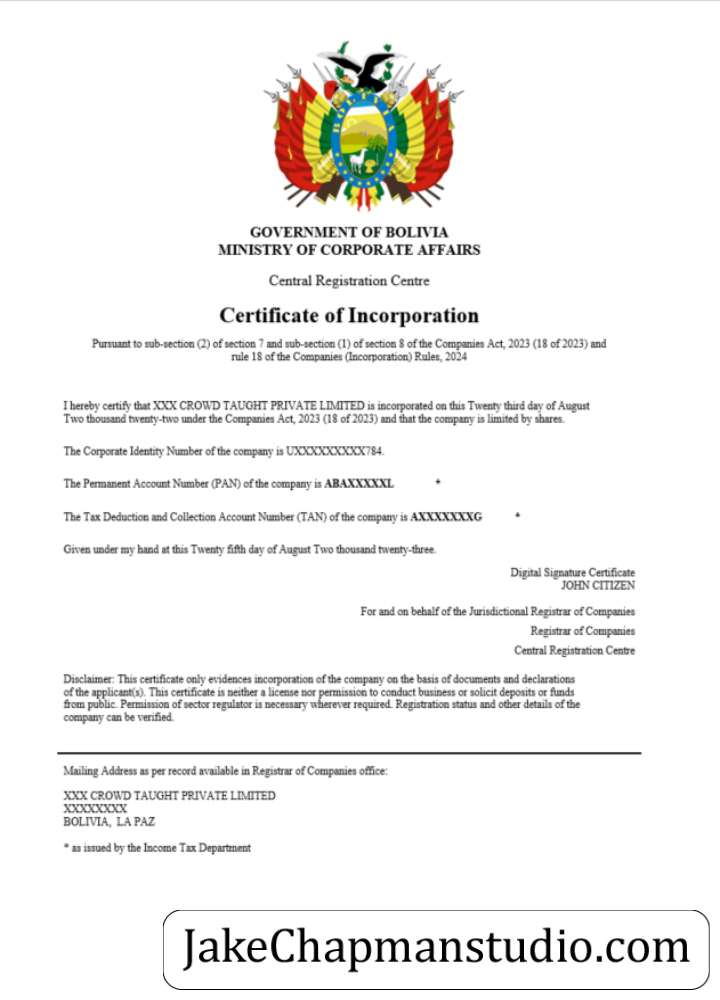 BOLIVIA
GOVERNMENT OF BOLIVIA
MINISTRY OF CORPORATE AFFAIRS
Central Registration Centre
Certificate of Incorporation
Pursuant to sub-section (2) of section 7 and sub-section (1) of section 8 of the Companies Act, 2023 (18 of 2023) and
rule 18 of the Companies (Incorporation) Rules, 2024
I hereby certify that XXX CROWD TAUGHT PRIVATE LIMITED is incorporated on this Twenty third day of August
Two thousand twenty-two under the Companies Act, 2023 (18 of 2023) and that the company is limited by shares.
The Corporate Identity Number of the company is UXXXXXXXXXX784.
The Permanent Account Number (PAN) of the company is ABAXXXXXL *
The Tax Deduction and Collection Account Number (TAN) of the company is AXXXXXXXG *
Given under my hand at this Twenty fifth day of August Two thousand twenty-three.
Digital Signature Certificate
JOHN CITIZEN
For and on behalf of the Jurisdictional Registrar of Companies
Registrar of Companies
Central Registration Centre
Disclaimer: This certificate only evidences incorporation of the company on the basis of documents and declarations
of the applicant(s). This certificate is neither a license nor permission to conduct business or solicit deposits or funds
from public. Permission of sector regulator is necessary wherever required. Registration status and other details of the
company can be verified.
Mailing Address as per record available in Registrar of Companies office:
XXX CROWD TAUGHT PRIVATE LIMITED
XXXXXXXX
BOLIVIA, LA PAZ
* as issued by the Income Tax Department
JakeChapmanstudio.com